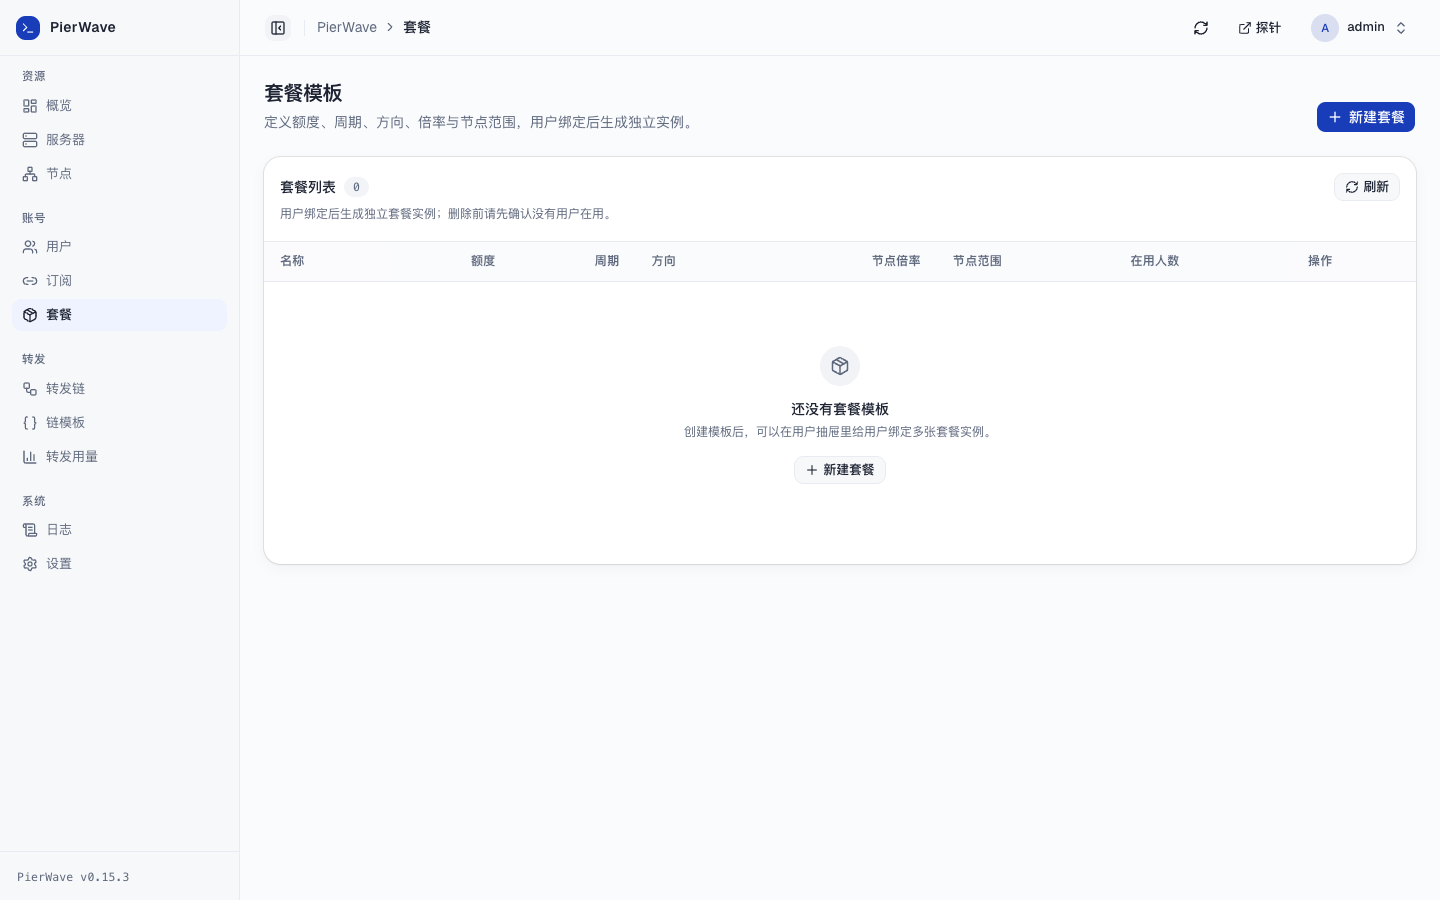 PierWave
PierWave
套餐
探针
A
admin
资源
概览
服务器
节点
账号
用户
订阅
套餐
转发
转发链
链模板
转发用量
系统
日志
设置
PierWave v0.15.3
套餐模板
定义额度、周期、方向、倍率与节点范围，用户绑定后生成独立实例。
新建套餐
套餐列表 0
刷新
用户绑定后生成独立套餐实例；删除前请先确认没有用户在用。
名称 额度 周期 方向 节点倍率 节点范围 在用人数 操作
还没有套餐模板
创建模板后，可以在用户抽屉里给用户绑定多张套餐实例。
新建套餐